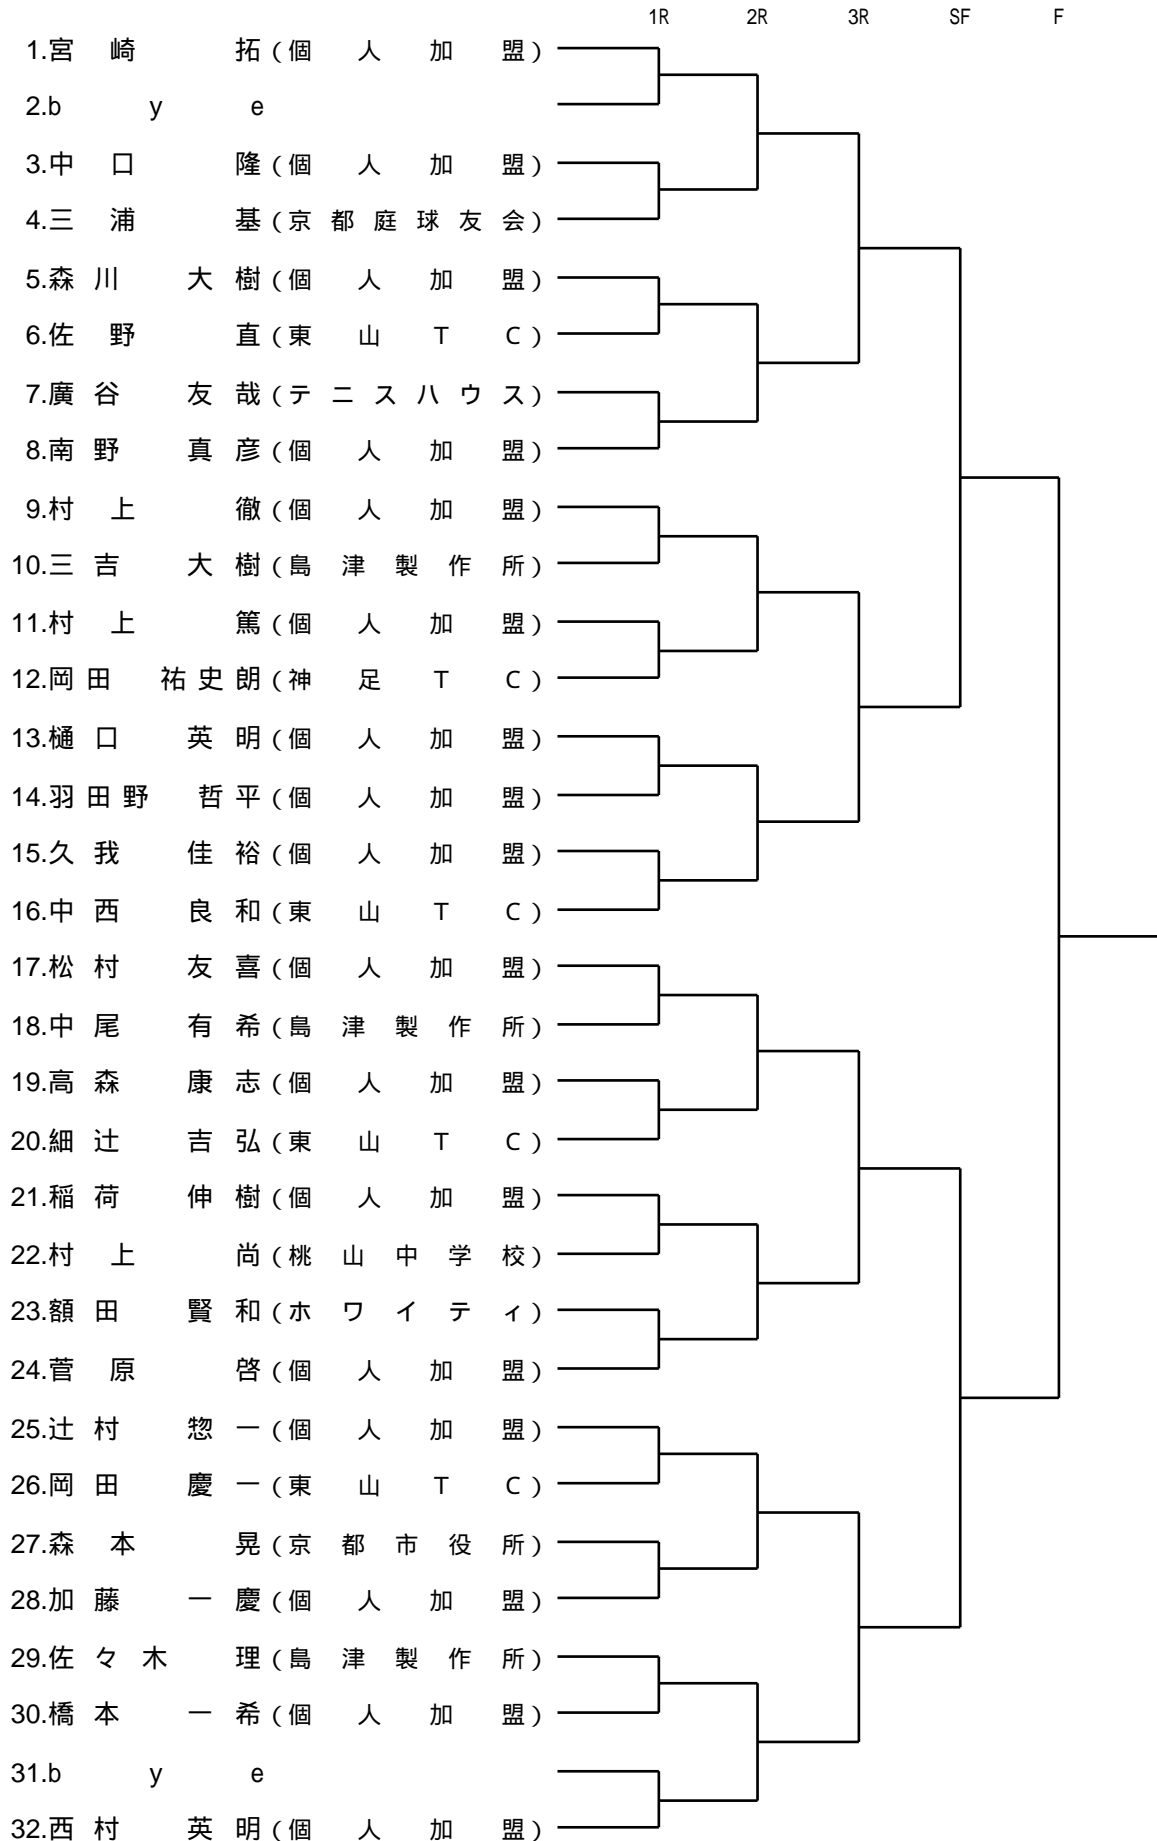 1R 2R 3R SF F
1.宮崎 拓(個人加盟)
2.bye
3.中口 隆(個人加盟)
4.三浦 基(京都庭球友会)
5.森川 大樹(個人加盟)
6.佐野 直(東山TC)
7.廣谷 友哉(テニスハウス)
8.南野 真彦(個人加盟)
9.村上 徹(個人加盟)
10.三吉 大樹(島津製作所)
11.村上 篤(個人加盟)
12.岡田 祐史朗(神足TC)
13.樋口 英明(個人加盟)
14.羽田野 哲平(個人加盟)
15.久我 佳裕(個人加盟)
16.中西 良和(東山TC)
17.松村 友喜(個人加盟)
18.中尾 有希(島津製作所)
19.高森 康志(個人加盟)
20.細辻 吉弘(東山TC)
21.稲荷 伸樹(個人加盟)
22.村上 尚(桃山中学校)
23.額田 賢和(ホワイティ)
24.菅原 啓(個人加盟)
25.辻村 惣一(個人加盟)
26.岡田 慶一(東山TC)
27.森本 晃(京都市役所)
28.加藤 一慶(個人加盟)
29.佐々木 理(島津製作所)
30.橋本 一希(個人加盟)
31.bye
32.西村 英明(個人加盟)